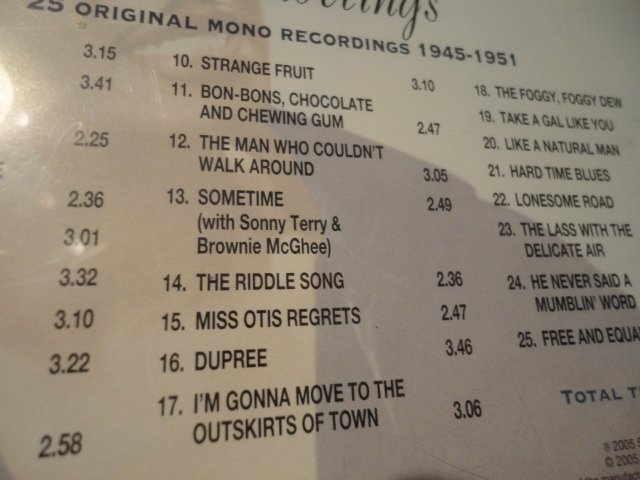 25 ORIGINAL MONO RECORDINGS 1945-1951
3.15
3.41
2.25
2.36
3.01
3.32
3.10
3.22
2.58
10. STRANGE FRUIT 3.10
11. BON-BONS, CHOCOLATE
AND CHEWING GUM 2.47
12. THE MAN WHO COULDN'T
WALK AROUND 3.05
13. SOMETIME 2.49
(with Sonny Terry &
Brownie McGhee)
14. THE RIDDLE SONG 2.36
15. MISS OTIS REGRETS 2.47
16. DUPREE 3.46
17. I'M GONNA MOVE TO THE
OUTSKIRTS OF TOWN 3.06
18. THE FOGGY, FOGGY DEW
19. TAKE A GAL LIKE YOU
20. LIKE A NATURAL MAN
21. HARD TIME BLUES
22. LONESOME ROAD
23. THE LASS WITH THE
DELICATE AIR
24. HE NEVER SAID A
MUMBLIN' WORD
25. FREE AND EQUA
TOTAL T
℗ 2005
© 2005